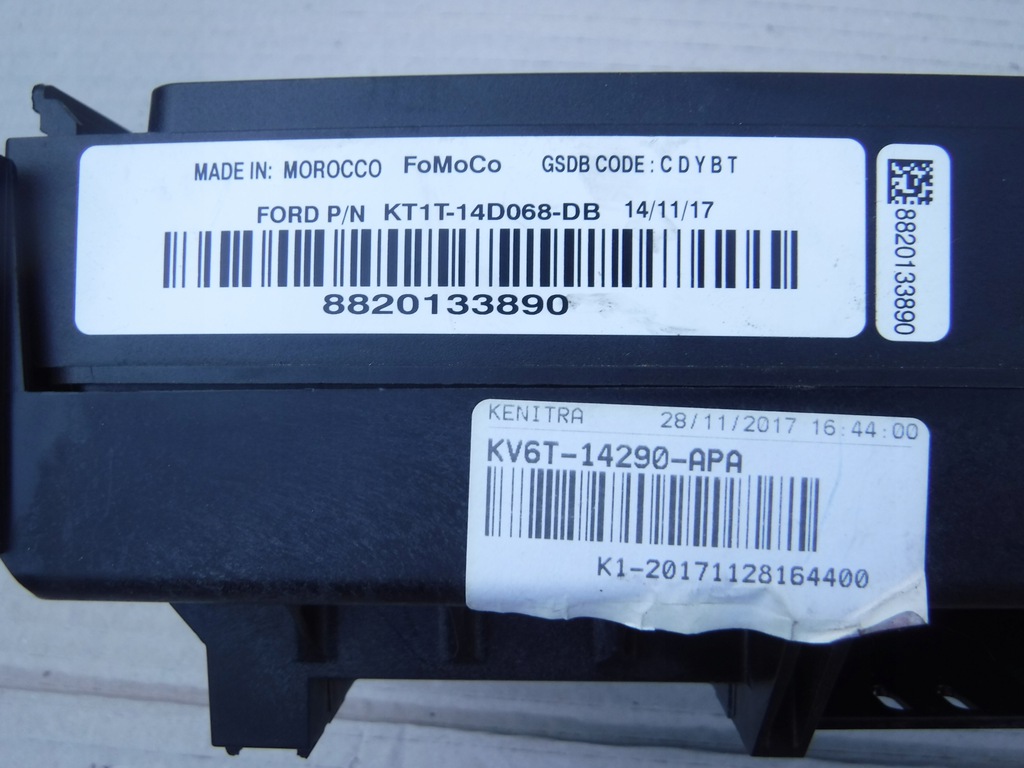 MADE IN: MOROCCO FoMoCo GSDB CODE : C D Y B T
FORD P/N KT1T-14D068-DB 14/11/17
8820133890
8820133890
KENITRA 28/11/2017 16:44:00
KV6T-14290-APA
K1-20171128164400